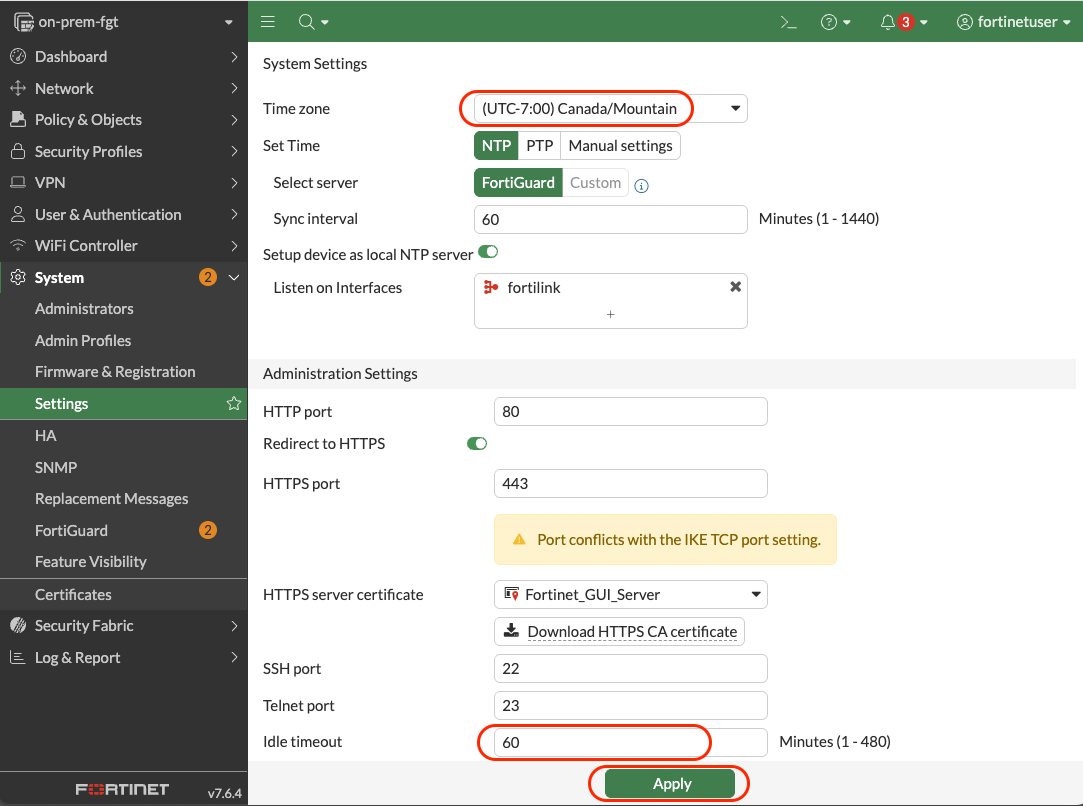 on-prem-fgt
3
fortinetuser
Dashboard
Network
Policy & Objects
Security Profiles
VPN
User & Authentication
WiFi Controller
System 2
Administrators
Admin Profiles
Firmware & Registration
Settings
HA
SNMP
Replacement Messages
FortiGuard 2
Feature Visibility
Certificates
Security Fabric
Log & Report
FORTINET v7.6.4
System Settings
Time zone (UTC-7:00) Canada/Mountain
Set Time NTP PTP Manual settings
Select server FortiGuard Custom
Sync interval 60 Minutes (1 - 1440)
Setup device as local NTP server
Listen on Interfaces fortilink
+
Administration Settings
HTTP port 80
Redirect to HTTPS
HTTPS port 443
Port conflicts with the IKE TCP port setting.
HTTPS server certificate Fortinet_GUI_Server
Download HTTPS CA certificate
SSH port 22
Telnet port 23
Idle timeout 60 Minutes (1 - 480)
Apply